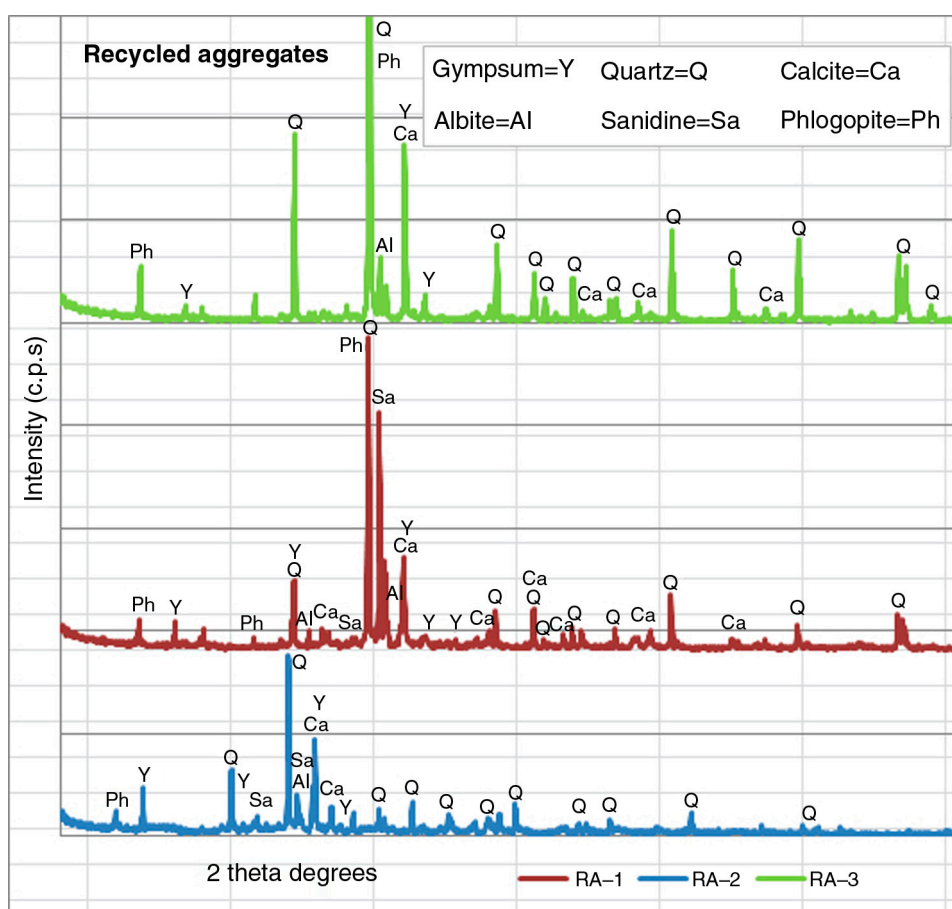 Recycled aggregates
Gympsum=Y Quartz=Q Calcite=Ca
Albite=Al Sanidine=Sa Phlogopite=Ph
Intensity (c.p.s)
Q
Ph
Y
Ca
Q
Al
Ph
Y
Y
Q
Q
Q
Q
Ca
Q
Ca
Q
Q
Ca
Q
Q
Q
Q
Ph
Sa
Y
Ca
Y
Q
Al
Ph
Y
Ph
Al
Ca
Sa
Y
Y
Ca
Q
Ca
Q
Q
Ca
Q
Q
Ca
Q
Ca
Q
Q
Q
Y
Ca
Q
Y
Sa
Al
Ph
Y
Sa
Ca
Y
Q
Q
Q
Q
Q
Q
Q
Q
Q
2 theta degrees
RA–1 RA–2 RA–3